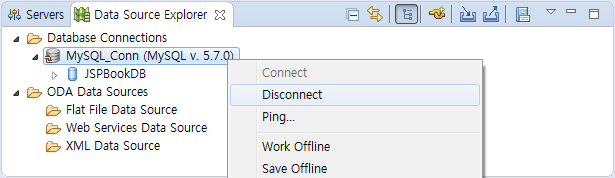 Servers Data Source Explorer
Database Connections
MySQL_Conn (MySQL v. 5.7.0)
JSPBookDB
ODA Data Sources
Flat File Data Source
Web Services Data Source
XML Data Source
Connect
Disconnect
Ping...
Work Offline
Save Offline